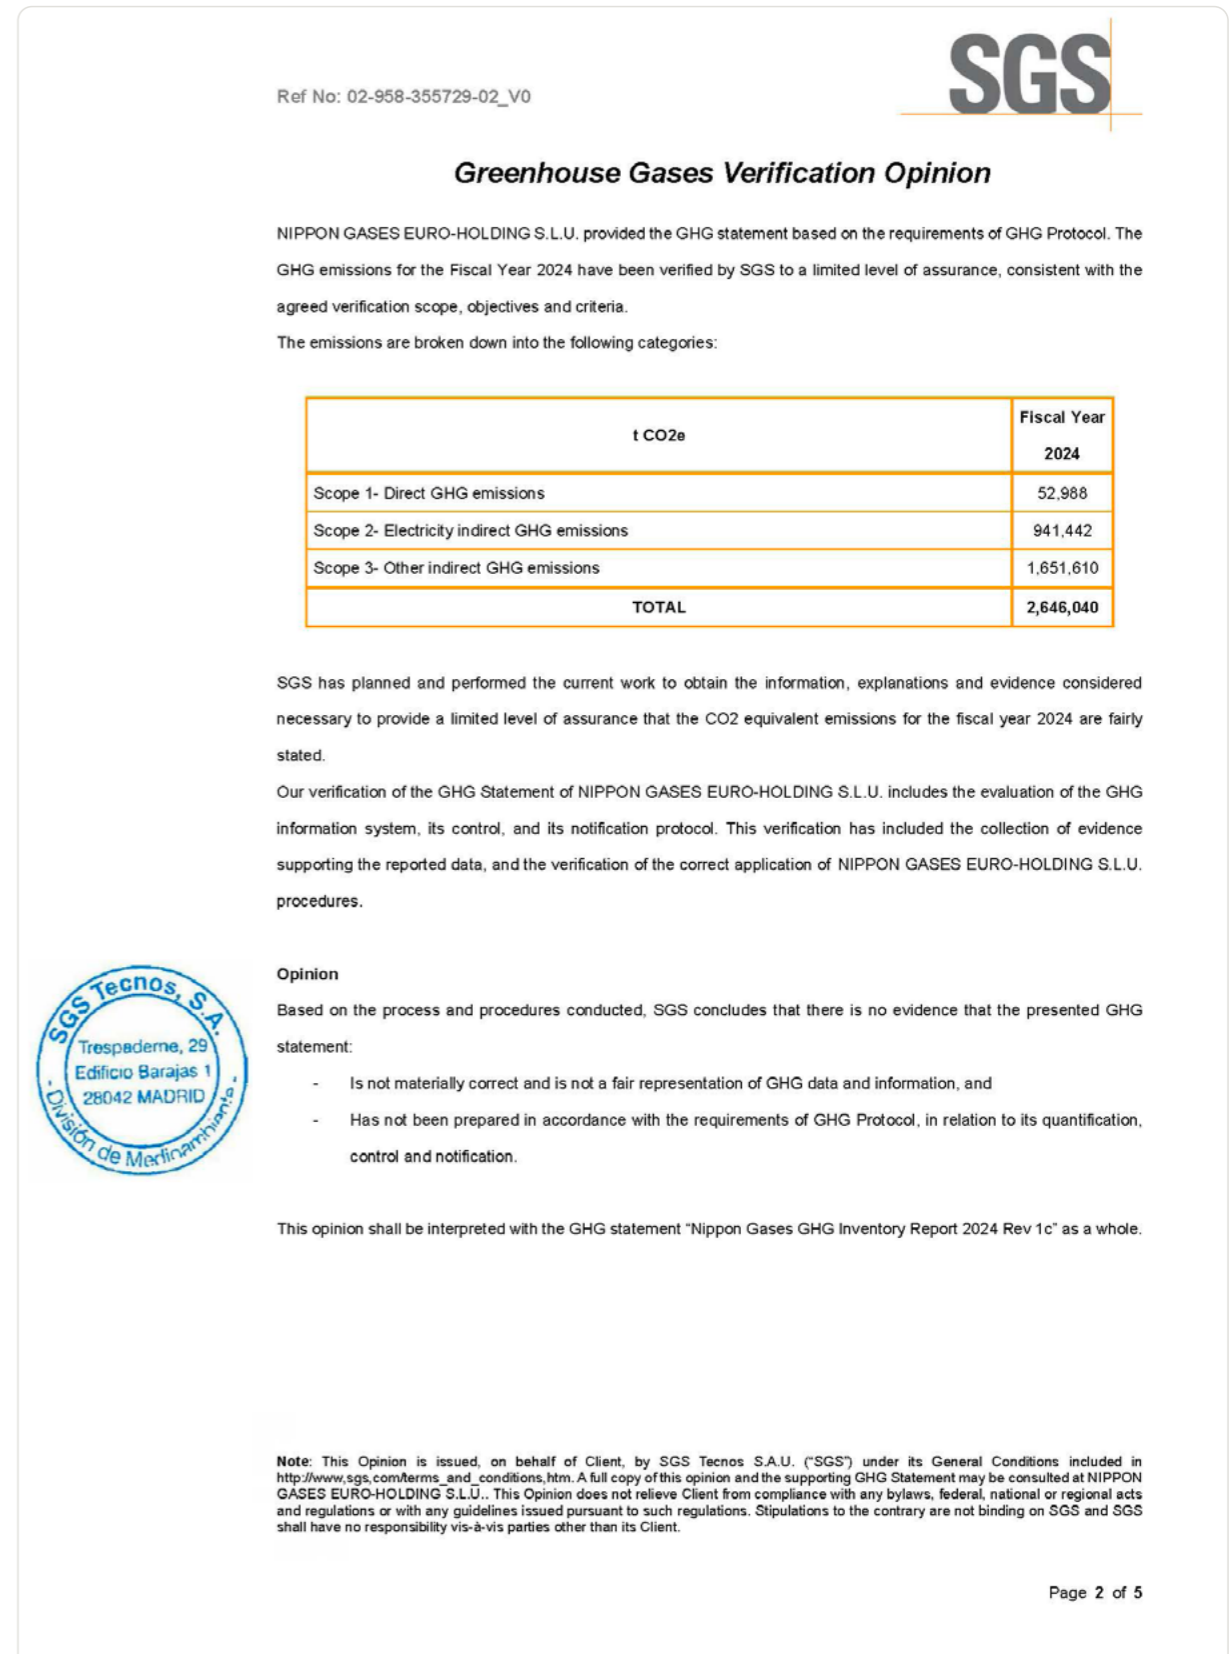 SGS
Ref No: 02-958-355729-02_V0
Greenhouse Gases Verification Opinion
NIPPON GASES EURO-HOLDING S.L.U. provided the GHG statement based on the requirements of GHG Protocol. The
GHG emissions for the Fiscal Year 2024 have been verified by SGS to a limited level of assurance, consistent with the
agreed verification scope, objectives and criteria.
The emissions are broken down into the following categories:
t CO2e Fiscal Year
2024
Scope 1- Direct GHG emissions 52,988
Scope 2- Electricity indirect GHG emissions 941,442
Scope 3- Other indirect GHG emissions 1,651,610
TOTAL 2,646,040
SGS has planned and performed the current work to obtain the information, explanations and evidence considered
necessary to provide a limited level of assurance that the CO2 equivalent emissions for the fiscal year 2024 are fairly
stated.
Our verification of the GHG Statement of NIPPON GASES EURO-HOLDING S.L.U. includes the evaluation of the GHG
information system, its control, and its notification protocol. This verification has included the collection of evidence
supporting the reported data, and the verification of the correct application of NIPPON GASES EURO-HOLDING S.L.U.
procedures.
SGS Tecnos, S.A.
Trespaderne, 29
Edificio Barajas 1
28042 MADRID
- División de Medioambiente -
Opinion
Based on the process and procedures conducted, SGS concludes that there is no evidence that the presented GHG
statement:
- Is not materially correct and is not a fair representation of GHG data and information, and
- Has not been prepared in accordance with the requirements of GHG Protocol, in relation to its quantification,
control and notification.
This opinion shall be interpreted with the GHG statement “Nippon Gases GHG Inventory Report 2024 Rev 1c” as a whole.
Note: This Opinion is issued, on behalf of Client, by SGS Tecnos S.A.U. (“SGS”) under its General Conditions included in
http://www.sgs.com/terms_and_conditions.htm. A full copy of this opinion and the supporting GHG Statement may be consulted at NIPPON
GASES EURO-HOLDING S.L.U.. This Opinion does not relieve Client from compliance with any bylaws, federal, national or regional acts
and regulations or with any guidelines issued pursuant to such regulations. Stipulations to the contrary are not binding on SGS and SGS
shall have no responsibility vis-à-vis parties other than its Client.
Page 2 of 5